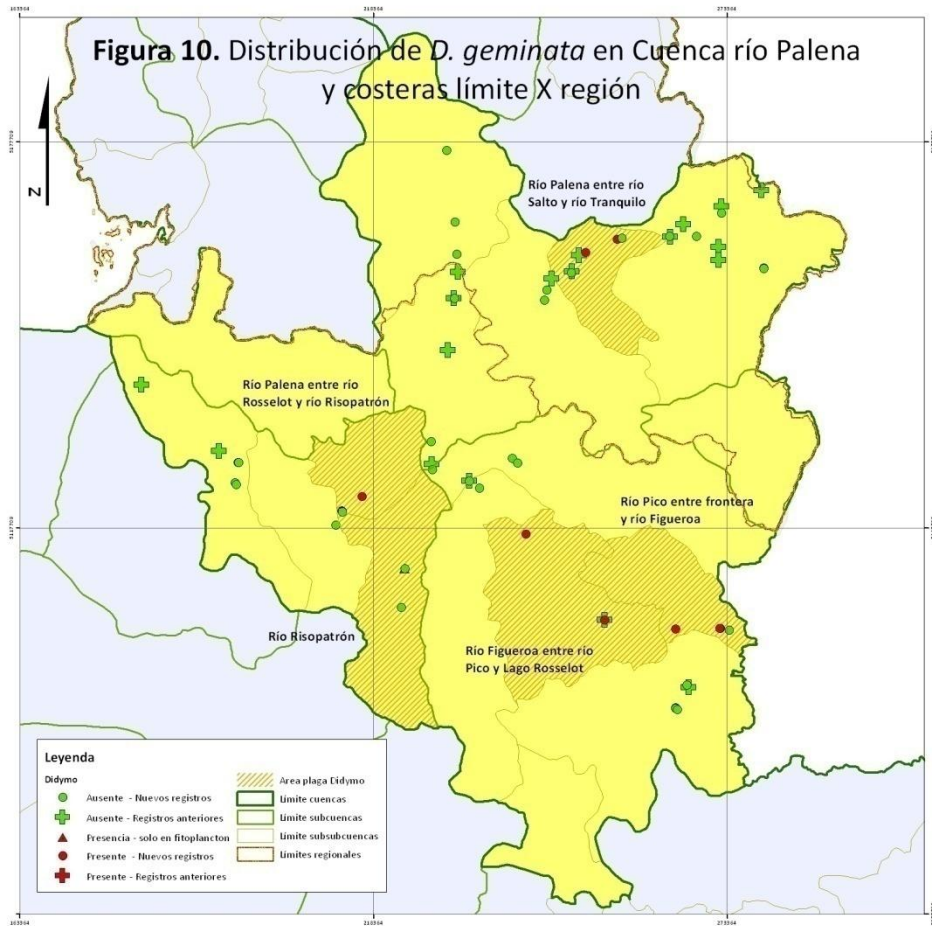 Figura 10. Distribución de D. geminata en Cuenca río Palena
y costeras límite X región
N
Río Palena entre río
Salto y río Tranquilo
Río Palena entre río
Rosselot y río Risopatrón
Río Pico entre frontera
y río Figueroa
Río Risopatrón
Río Figueroa entre río
Pico y Lago Rosselot
Leyenda
Didymo
Ausente - Nuevos registros
Ausente - Registros anteriores
Presencia - solo en fitoplancton
Presente - Nuevos registros
Presente - Registros anteriores
Area plaga Didymo
Límite cuencas
Límite subcuencas
Límite subsubcuencas
Límites regionales